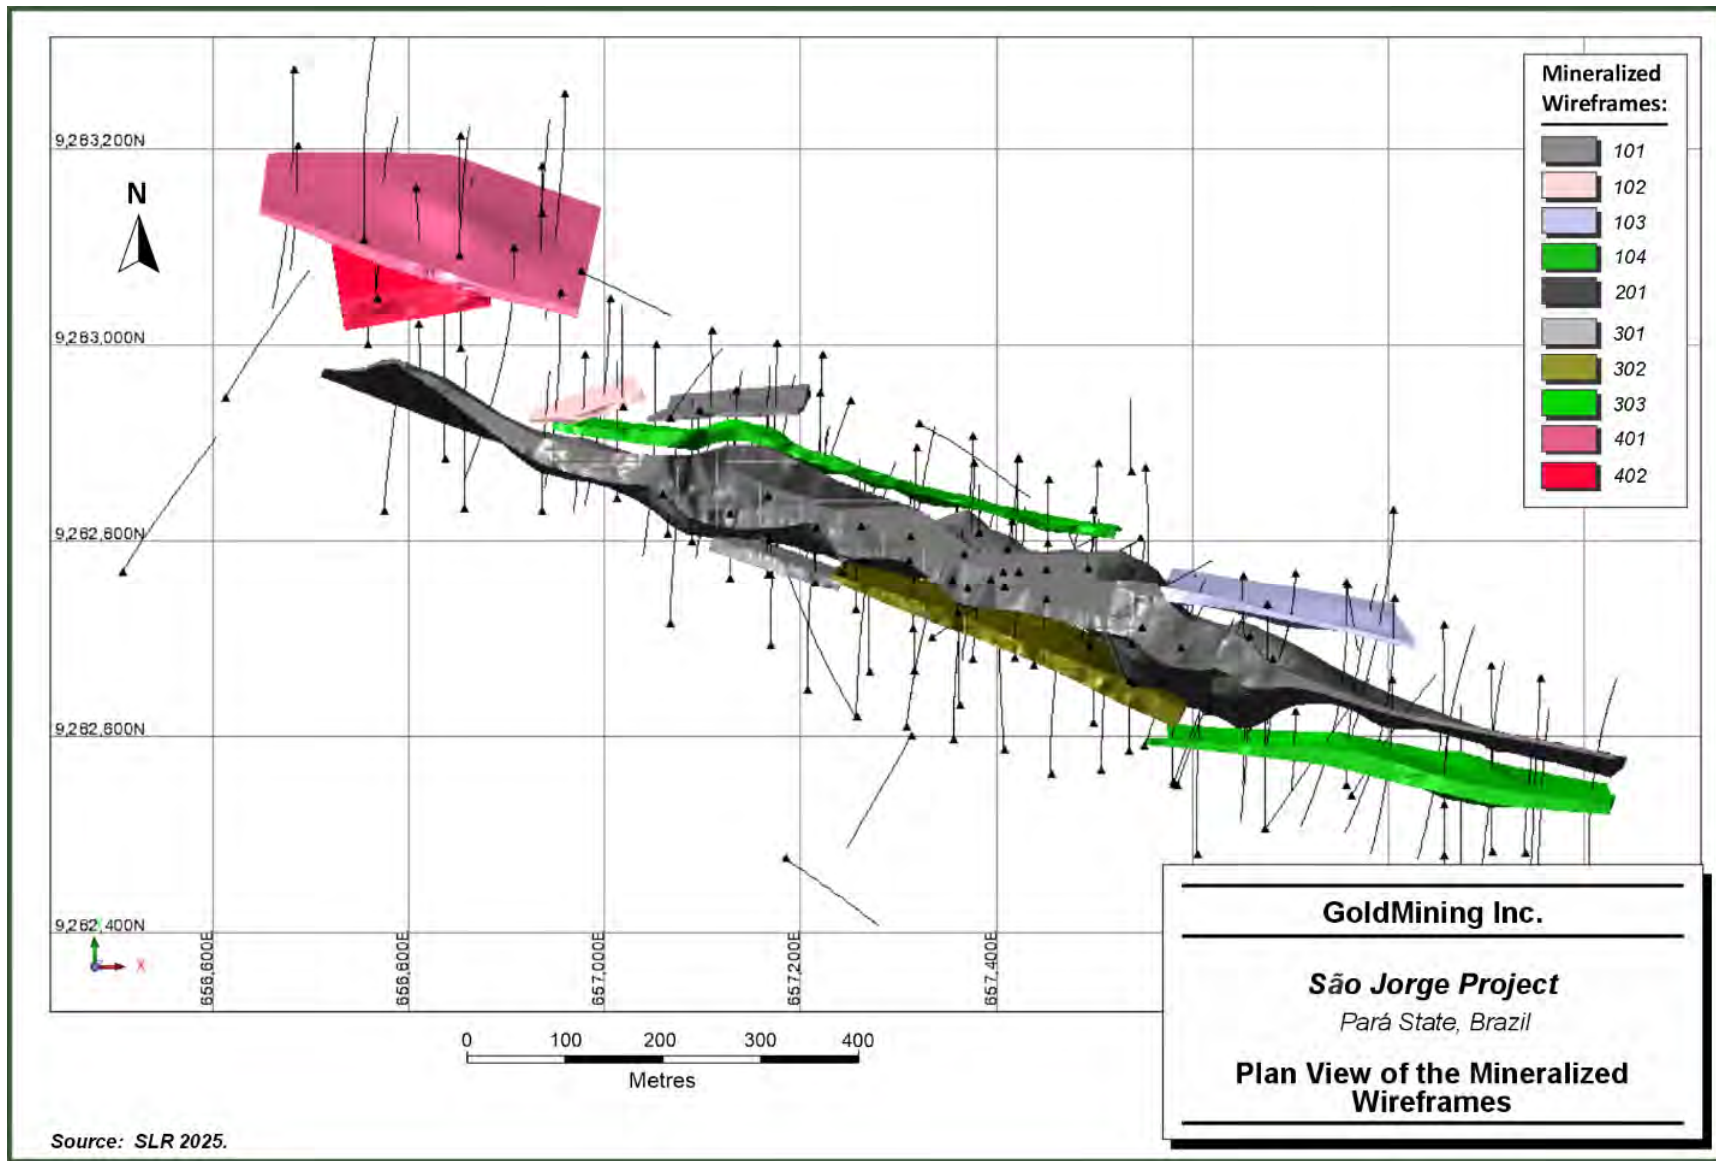 Mineralized
Wireframes:
101
102
103
104
201
301
302
303
401
402
N
9,283,200N
9,283,000N
9,262,800N
9,262,600N
9,262,400N
656,600E
656,800E
657,000E
657,200E
657,400E
X
0 100 200 300 400
Metres
GoldMining Inc.
São Jorge Project
Pará State, Brazil
Plan View of the Mineralized
Wireframes
Source: SLR 2025.